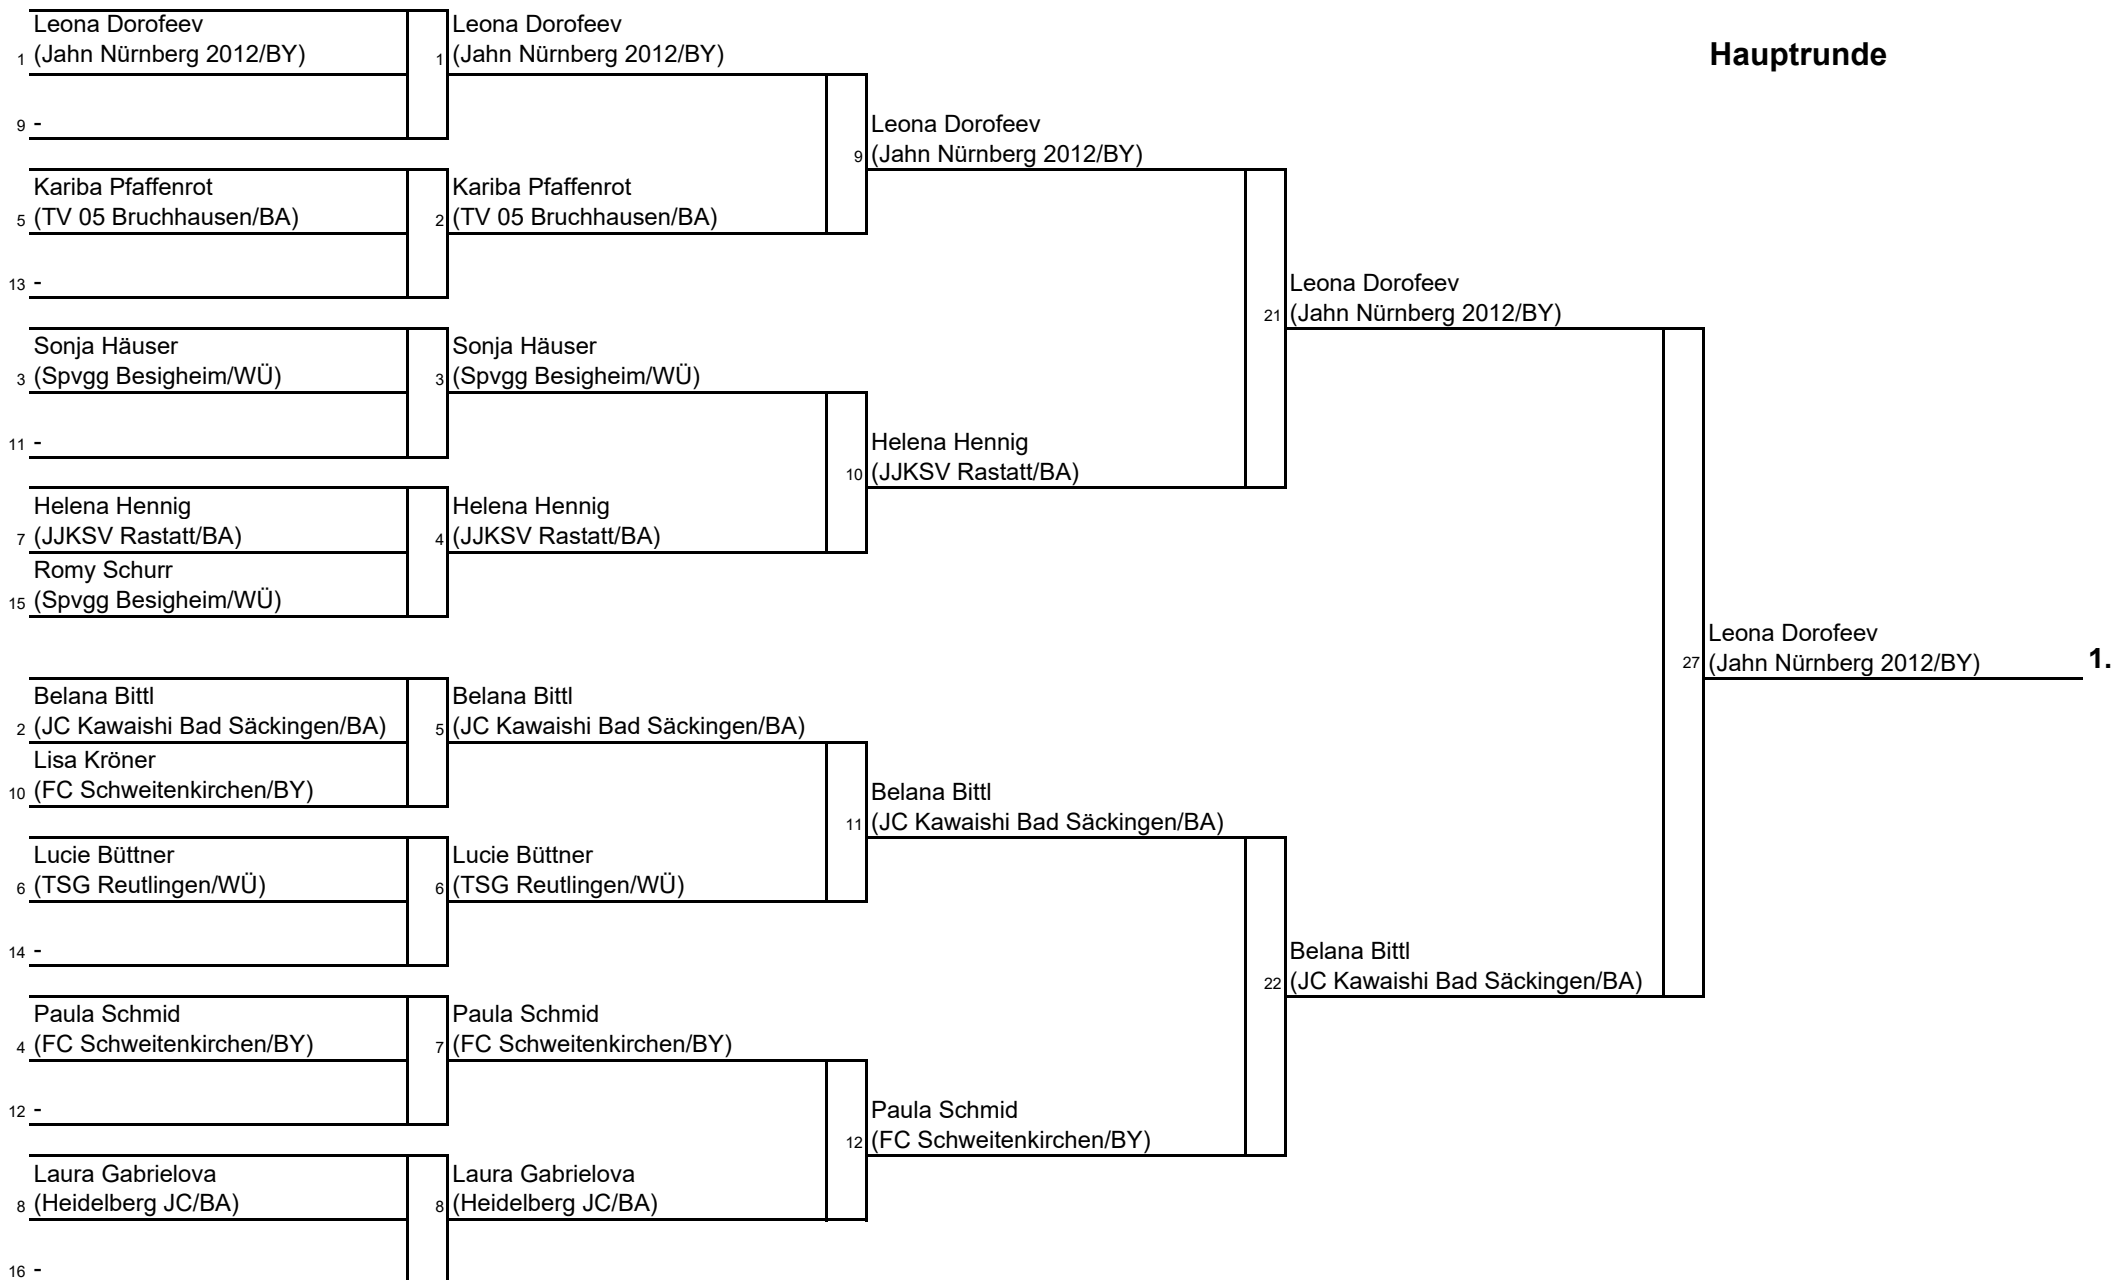 Hauptrunde
Leona Dorofeev
1 (Jahn Nürnberg 2012/BY)
9 -
Kariba Pfaffenrot
5 (TV 05 Bruchhausen/BA)
13 -
Sonja Häuser
3 (Spvgg Besigheim/WÜ)
11 -
Helena Hennig
7 (JJKSV Rastatt/BA)
Romy Schurr
15 (Spvgg Besigheim/WÜ)
Belana Bittl
2 (JC Kawaishi Bad Säckingen/BA)
Lisa Kröner
10 (FC Schweitenkirchen/BY)
Lucie Büttner
6 (TSG Reutlingen/WÜ)
14 -
Paula Schmid
4 (FC Schweitenkirchen/BY)
12 -
Laura Gabrielova
8 (Heidelberg JC/BA)
16 -
Leona Dorofeev
1 (Jahn Nürnberg 2012/BY)
Kariba Pfaffenrot
2 (TV 05 Bruchhausen/BA)
Sonja Häuser
3 (Spvgg Besigheim/WÜ)
Helena Hennig
4 (JJKSV Rastatt/BA)
Belana Bittl
5 (JC Kawaishi Bad Säckingen/BA)
Lucie Büttner
6 (TSG Reutlingen/WÜ)
Paula Schmid
7 (FC Schweitenkirchen/BY)
Laura Gabrielova
8 (Heidelberg JC/BA)
Leona Dorofeev
9 (Jahn Nürnberg 2012/BY)
Helena Hennig
10 (JJKSV Rastatt/BA)
Belana Bittl
11 (JC Kawaishi Bad Säckingen/BA)
Paula Schmid
12 (FC Schweitenkirchen/BY)
Leona Dorofeev
21 (Jahn Nürnberg 2012/BY)
Belana Bittl
22 (JC Kawaishi Bad Säckingen/BA)
Leona Dorofeev
27 (Jahn Nürnberg 2012/BY) 1.